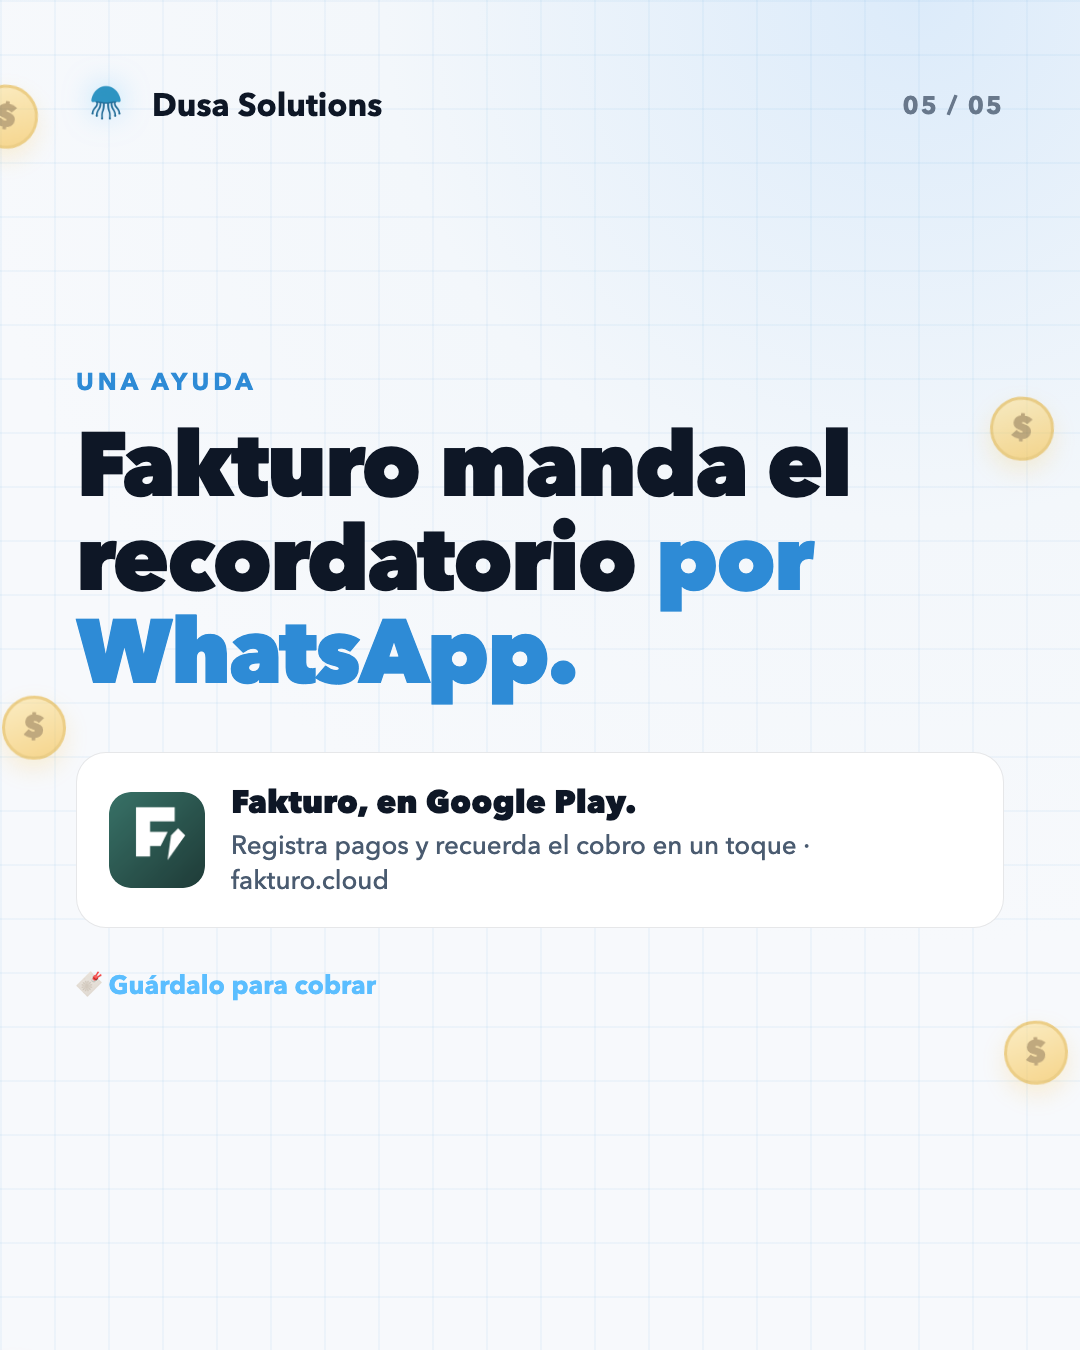 Dusa Solutions
05 / 05
UNA AYUDA
Fakturo manda el
recordatorio por
WhatsApp.
Fakturo, en Google Play.
Registra pagos y recuerda el cobro en un toque ·
fakturo.cloud
Guárdalo para cobrar
$
$
$
$